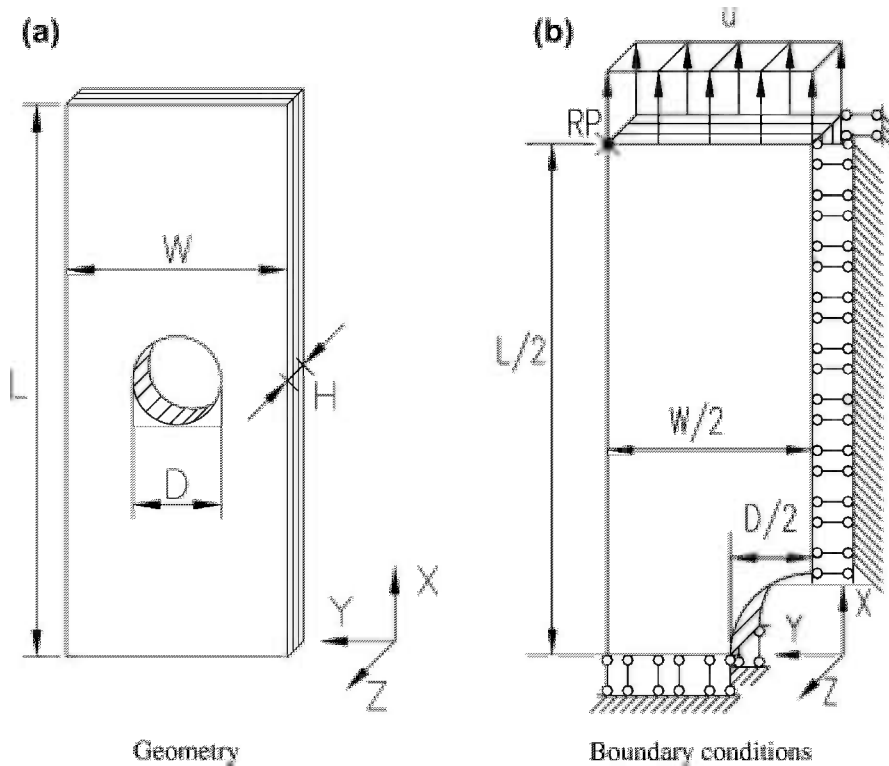 (a)
W
L
H
D
X
Y
Z
Geometry
(b)
u
RP
L/2
W/2
D/2
X
Y
Z
Boundary conditions